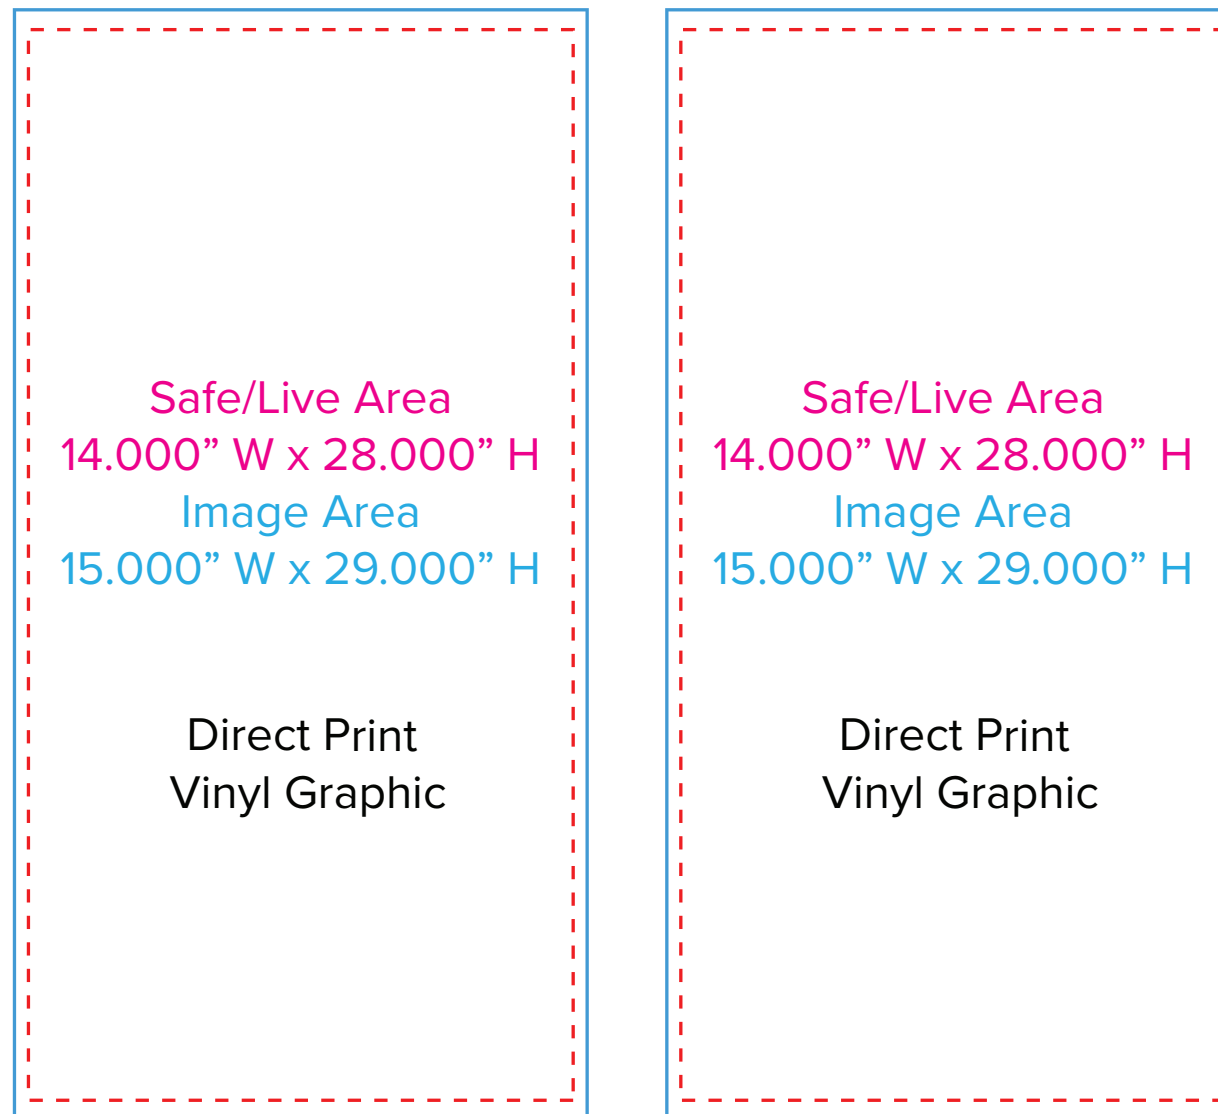 Safe/Live Area
14.000” W x 28.000” H
Image Area
15.000” W x 29.000” H
Direct Print
Vinyl Graphic
Safe/Live Area
14.000” W x 28.000” H
Image Area
15.000” W x 29.000” H
Direct Print
Vinyl Graphic